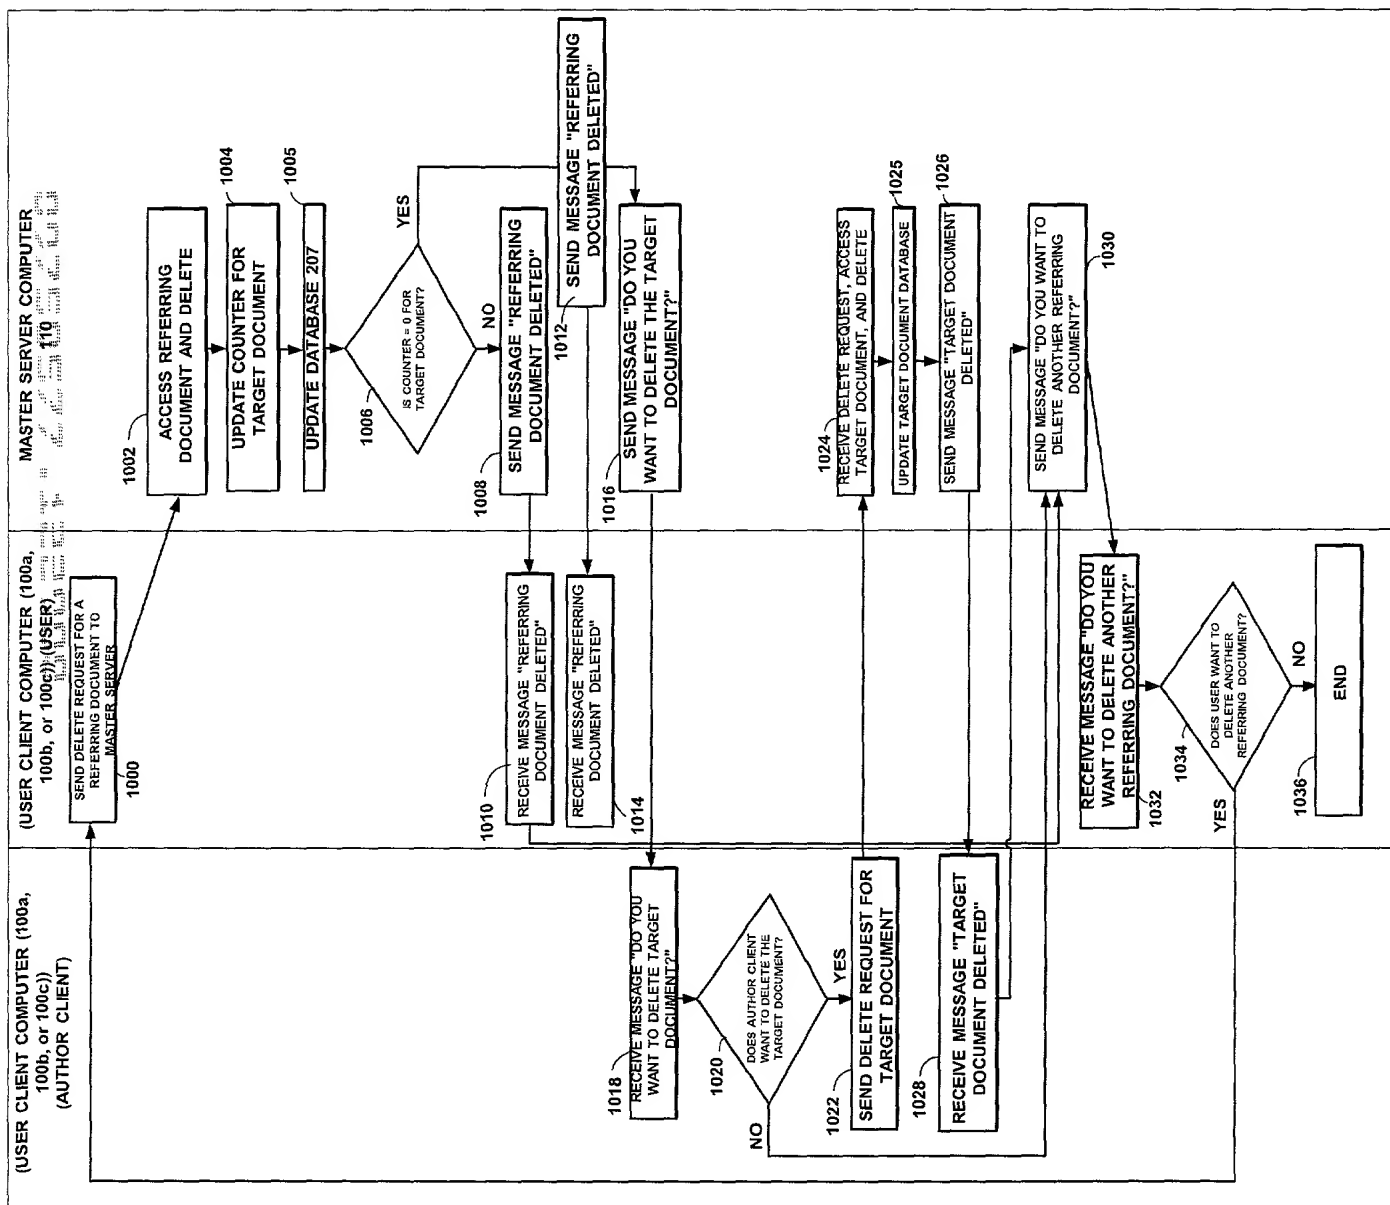 (USER CLIENT COMPUTER (100a,
100b, or 100c))
(AUTHOR CLIENT)
(USER CLIENT COMPUTER (100a,
100b, or 100c)) (USER)
MASTER SERVER COMPUTER
110
SEND DELETE REQUEST FOR A
REFERRING DOCUMENT TO
MASTER SERVER
1000
1002
ACCESS REFERRING
DOCUMENT AND DELETE
1004
UPDATE COUNTER FOR
TARGET DOCUMENT
1005
UPDATE DATABASE 207
1006
IS COUNTER = 0 FOR
TARGET DOCUMENT?
YES
NO
1008
SEND MESSAGE "REFERRING
DOCUMENT DELETED"
1010
RECEIVE MESSAGE "REFERRING
DOCUMENT DELETED"
1012
SEND MESSAGE "REFERRING
DOCUMENT DELETED"
1014
RECEIVE MESSAGE "REFERRING
DOCUMENT DELETED"
1016
SEND MESSAGE "DO YOU
WANT TO DELETE THE TARGET
DOCUMENT?"
1018
RECEIVE MESSAGE "DO YOU
WANT TO DELETE TARGET
DOCUMENT?"
1020
DOES AUTHOR CLIENT
WANT TO DELETE THE
TARGET DOCUMENT?
NO
YES
1022
SEND DELETE REQUEST FOR
TARGET DOCUMENT
1024
RECEIVE DELETE REQUEST, ACCESS
TARGET DOCUMENT, AND DELETE
1025
UPDATE TARGET DOCUMENT DATABASE
1026
SEND MESSAGE "TARGET DOCUMENT
DELETED"
1028
RECEIVE MESSAGE "TARGET
DOCUMENT DELETED"
SEND MESSAGE "DO YOU WANT TO
DELETE ANOTHER REFERRING
DOCUMENT?"
1030
RECEIVE MESSAGE "DO YOU
WANT TO DELETE ANOTHER
REFERRING DOCUMENT?"
1032
1034
DOES USER WANT TO
DELETE ANOTHER
REFERRING DOCUMENT?
YES
NO
1036
END